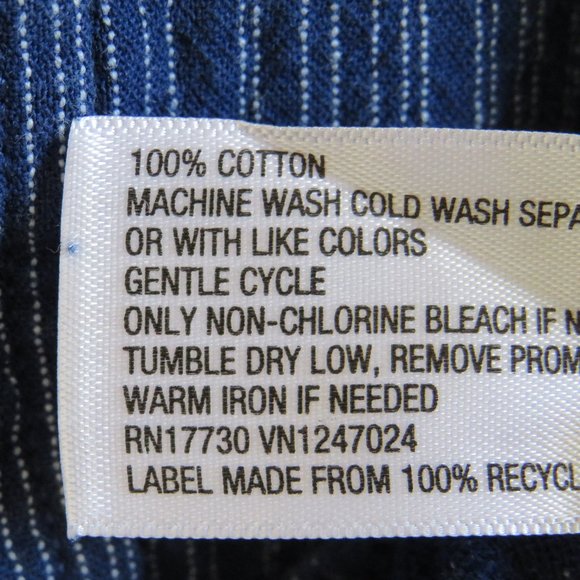 100% COTTON
MACHINE WASH COLD WASH SEPA
OR WITH LIKE COLORS
GENTLE CYCLE
ONLY NON-CHLORINE BLEACH IF N
TUMBLE DRY LOW, REMOVE PROM
WARM IRON IF NEEDED
RN17730 VN1247024
LABEL MADE FROM 100% RECYCL